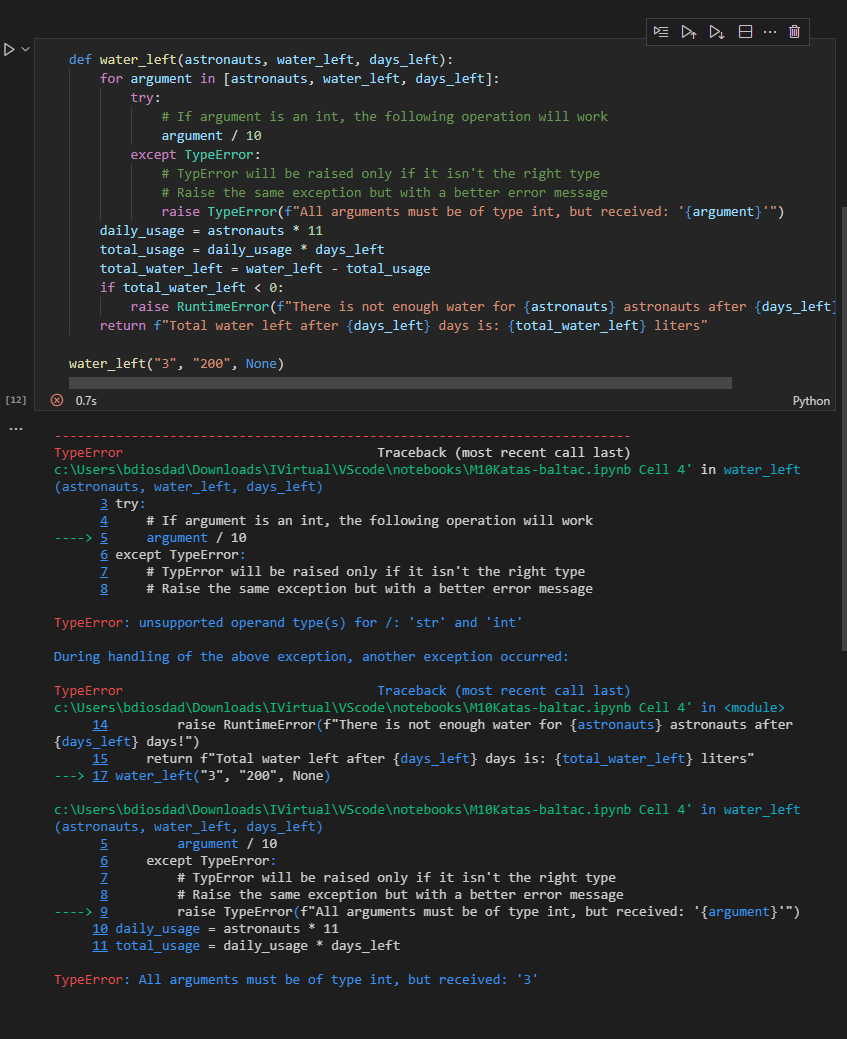 def water_left(astronauts, water_left, days_left):
    for argument in [astronauts, water_left, days_left]:
        try:
            # If argument is an int, the following operation will work
            argument / 10
        except TypeError:
            # TypError will be raised only if it isn't the right type
            # Raise the same exception but with a better error message
            raise TypeError(f"All arguments must be of type int, but received: '{argument}'")
    daily_usage = astronauts * 11
    total_usage = daily_usage * days_left
    total_water_left = water_left - total_usage
    if total_water_left < 0:
        raise RuntimeError(f"There is not enough water for {astronauts} astronauts after {days_left}
    return f"Total water left after {days_left} days is: {total_water_left} liters"

water_left("3", "200", None)
[12] 0.7s Python
...
---------------------------------------------------------------------------
TypeError                                 Traceback (most recent call last)
c:\Users\bdiosdad\Downloads\IVirtual\VScode\notebooks\M10Katas-baltac.ipynb Cell 4' in water_left
(astronauts, water_left, days_left)
      3 try:
      4     # If argument is an int, the following operation will work
----> 5     argument / 10
      6 except TypeError:
      7     # TypError will be raised only if it isn't the right type
      8     # Raise the same exception but with a better error message

TypeError: unsupported operand type(s) for /: 'str' and 'int'

During handling of the above exception, another exception occurred:

TypeError                                 Traceback (most recent call last)
c:\Users\bdiosdad\Downloads\IVirtual\VScode\notebooks\M10Katas-baltac.ipynb Cell 4' in <module>
     14         raise RuntimeError(f"There is not enough water for {astronauts} astronauts after
{days_left} days!")
     15     return f"Total water left after {days_left} days is: {total_water_left} liters"
---> 17 water_left("3", "200", None)

c:\Users\bdiosdad\Downloads\IVirtual\VScode\notebooks\M10Katas-baltac.ipynb Cell 4' in water_left
(astronauts, water_left, days_left)
      5         argument / 10
      6     except TypeError:
      7         # TypError will be raised only if it isn't the right type
      8         # Raise the same exception but with a better error message
----> 9         raise TypeError(f"All arguments must be of type int, but received: '{argument}'")
     10 daily_usage = astronauts * 11
     11 total_usage = daily_usage * days_left

TypeError: All arguments must be of type int, but received: '3'